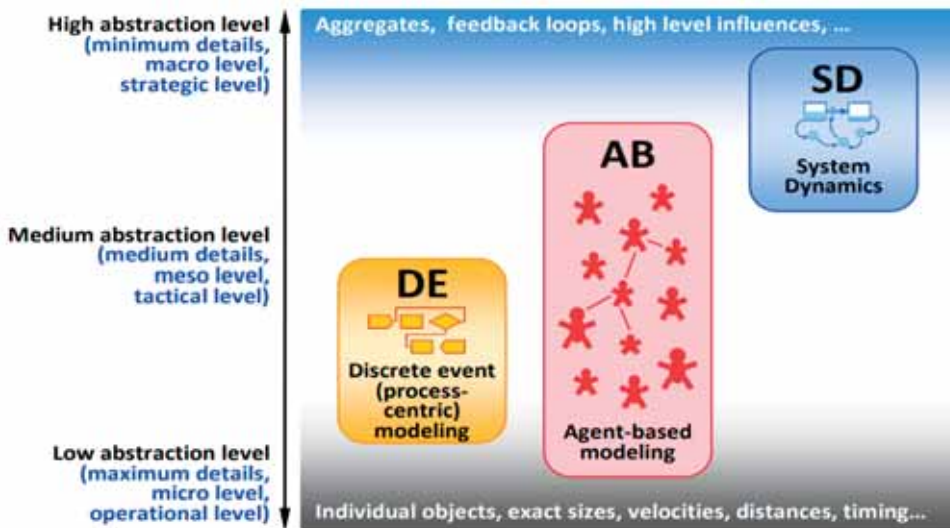 High abstraction level
(minimum details,
macro level,
strategic level)
Aggregates, feedback loops, high level influences, ...
SD
System
Dynamics
AB
Agent-based
modeling
Medium abstraction level
(medium details,
meso level,
tactical level)
DE
Discrete event
(process-
centric)
modeling
Low abstraction level
(maximum details,
micro level,
operational level)
Individual objects, exact sizes, velocities, distances, timing...